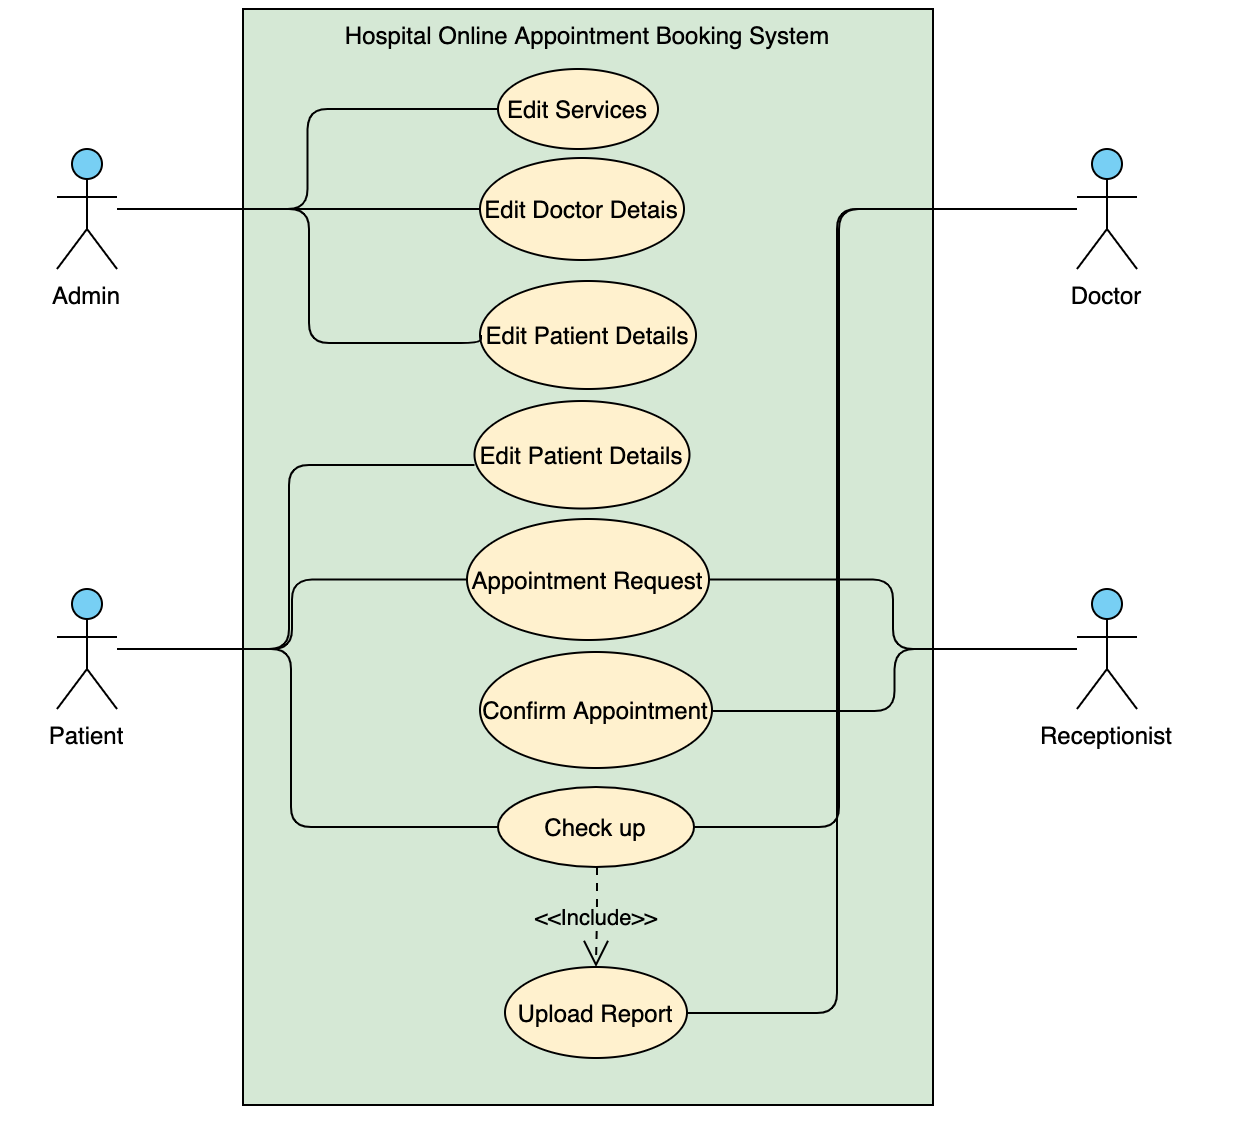 Hospital Online Appointment Booking System
Edit Services
Edit Doctor Detais
Admin
Doctor
Edit Patient Details
Edit Patient Details
Appointment Request
Confirm Appointment
Patient
Receptionist
Check up
<<Include>>
Upload Report